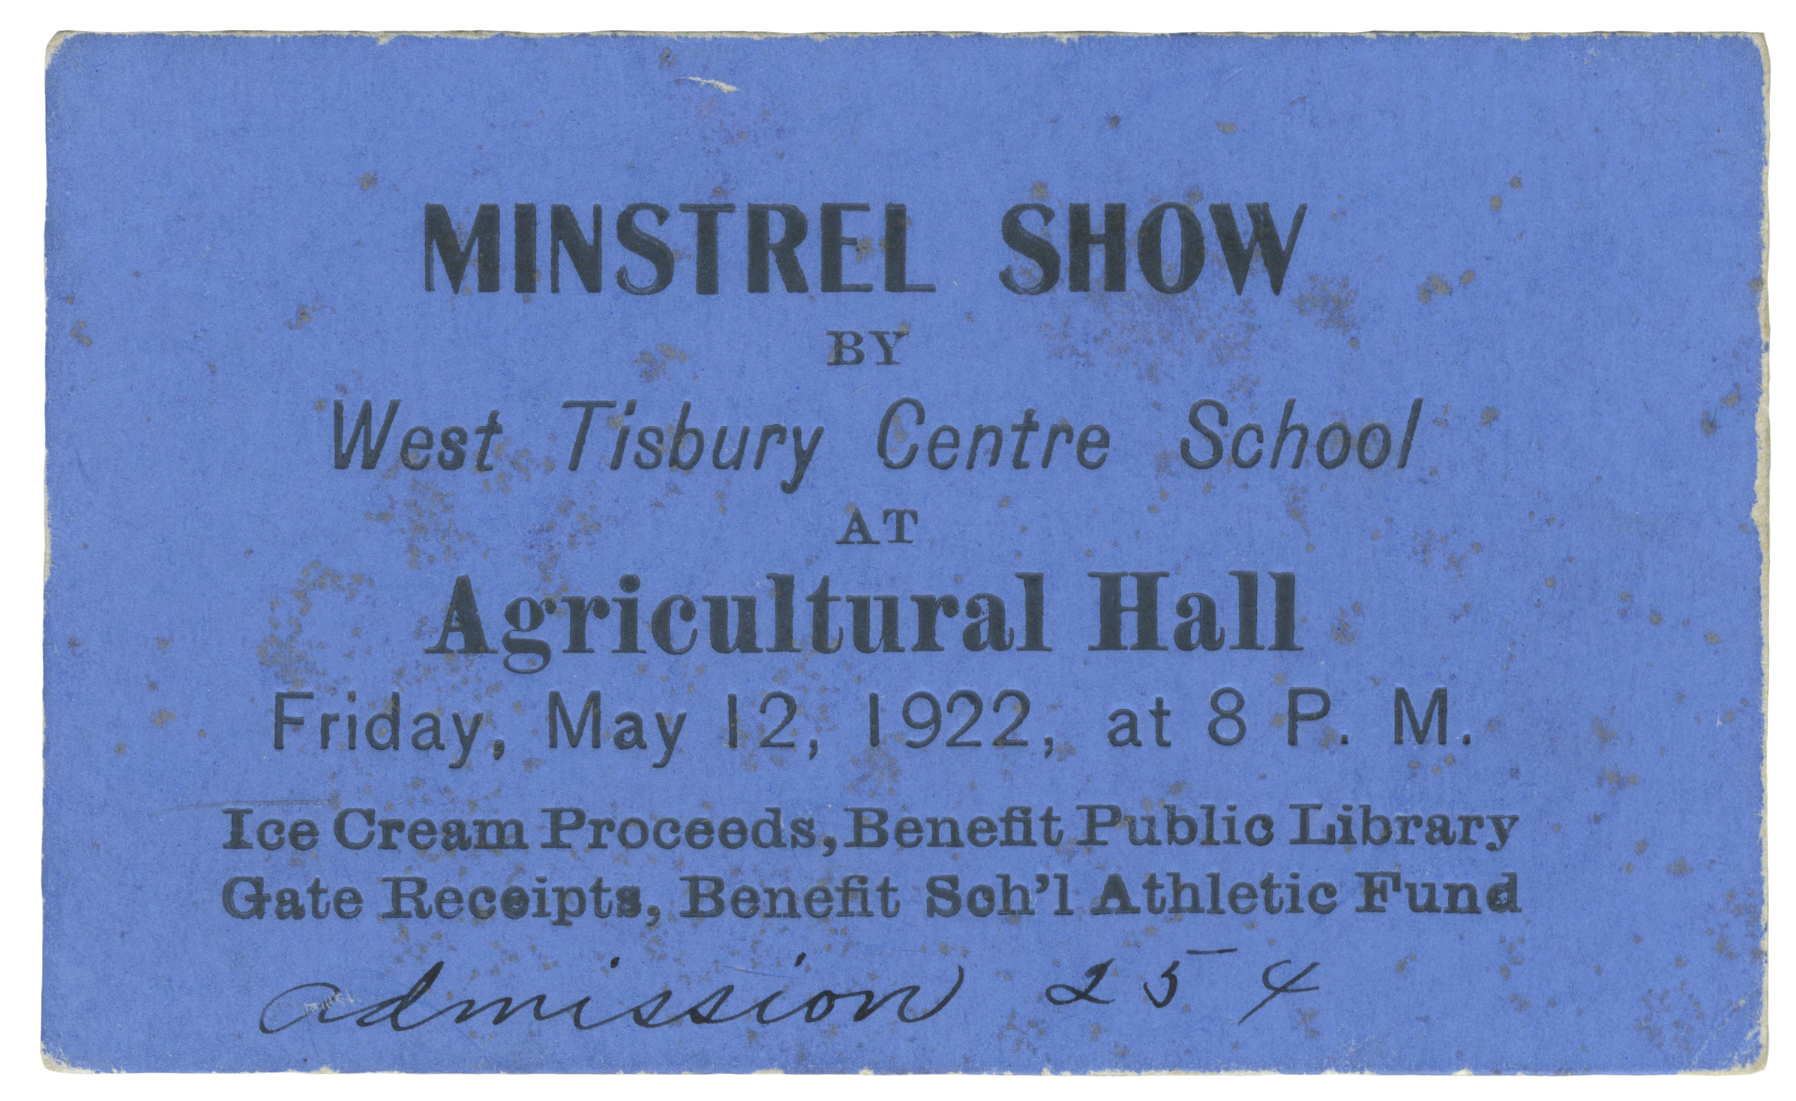 MINSTREL SHOW
BY
West Tisbury Centre School
AT
Agricultural Hall
Friday, May 12, 1922, at 8 P. M.
Ice Cream Proceeds, Benefit Public Library
Gate Receipts, Benefit Sch'l Athletic Fund
admission 25 ¢